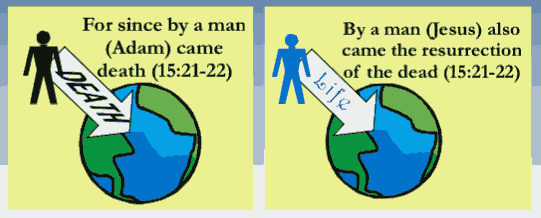 For since by a man
(Adam) came
death (15:21-22)
DEATH
By a man (Jesus) also
came the resurrection
of the dead (15:21-22)
Life